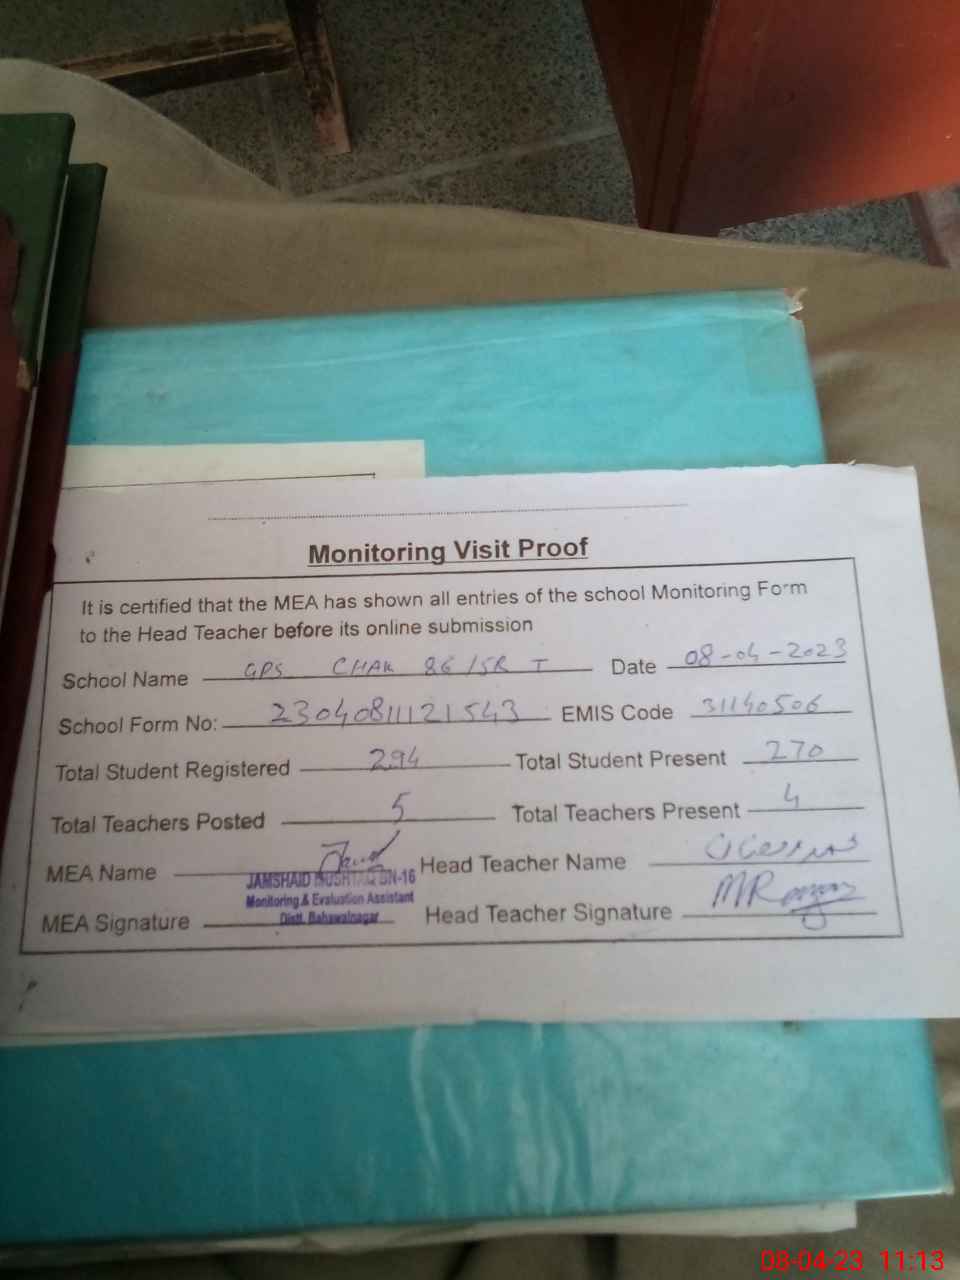 Monitoring Visit Proof
It is certified that the MEA has shown all entries of the school Monitoring Form
to the Head Teacher before its online submission
School Name GPS CHAK 86/5R I Date 08-04-2023
School Form No: 23040811121543 EMIS Code 31140506
Total Student Registered 294 Total Student Present 270
Total Teachers Posted 5 Total Teachers Present 4
MEA Name Head Teacher Name
JAMSHAID MUSHTAQ BN-16
Monitoring & Evaluation Assistant
MEA Signature Distt. Bahawalnagar Head Teacher Signature
08-04-23 11:13